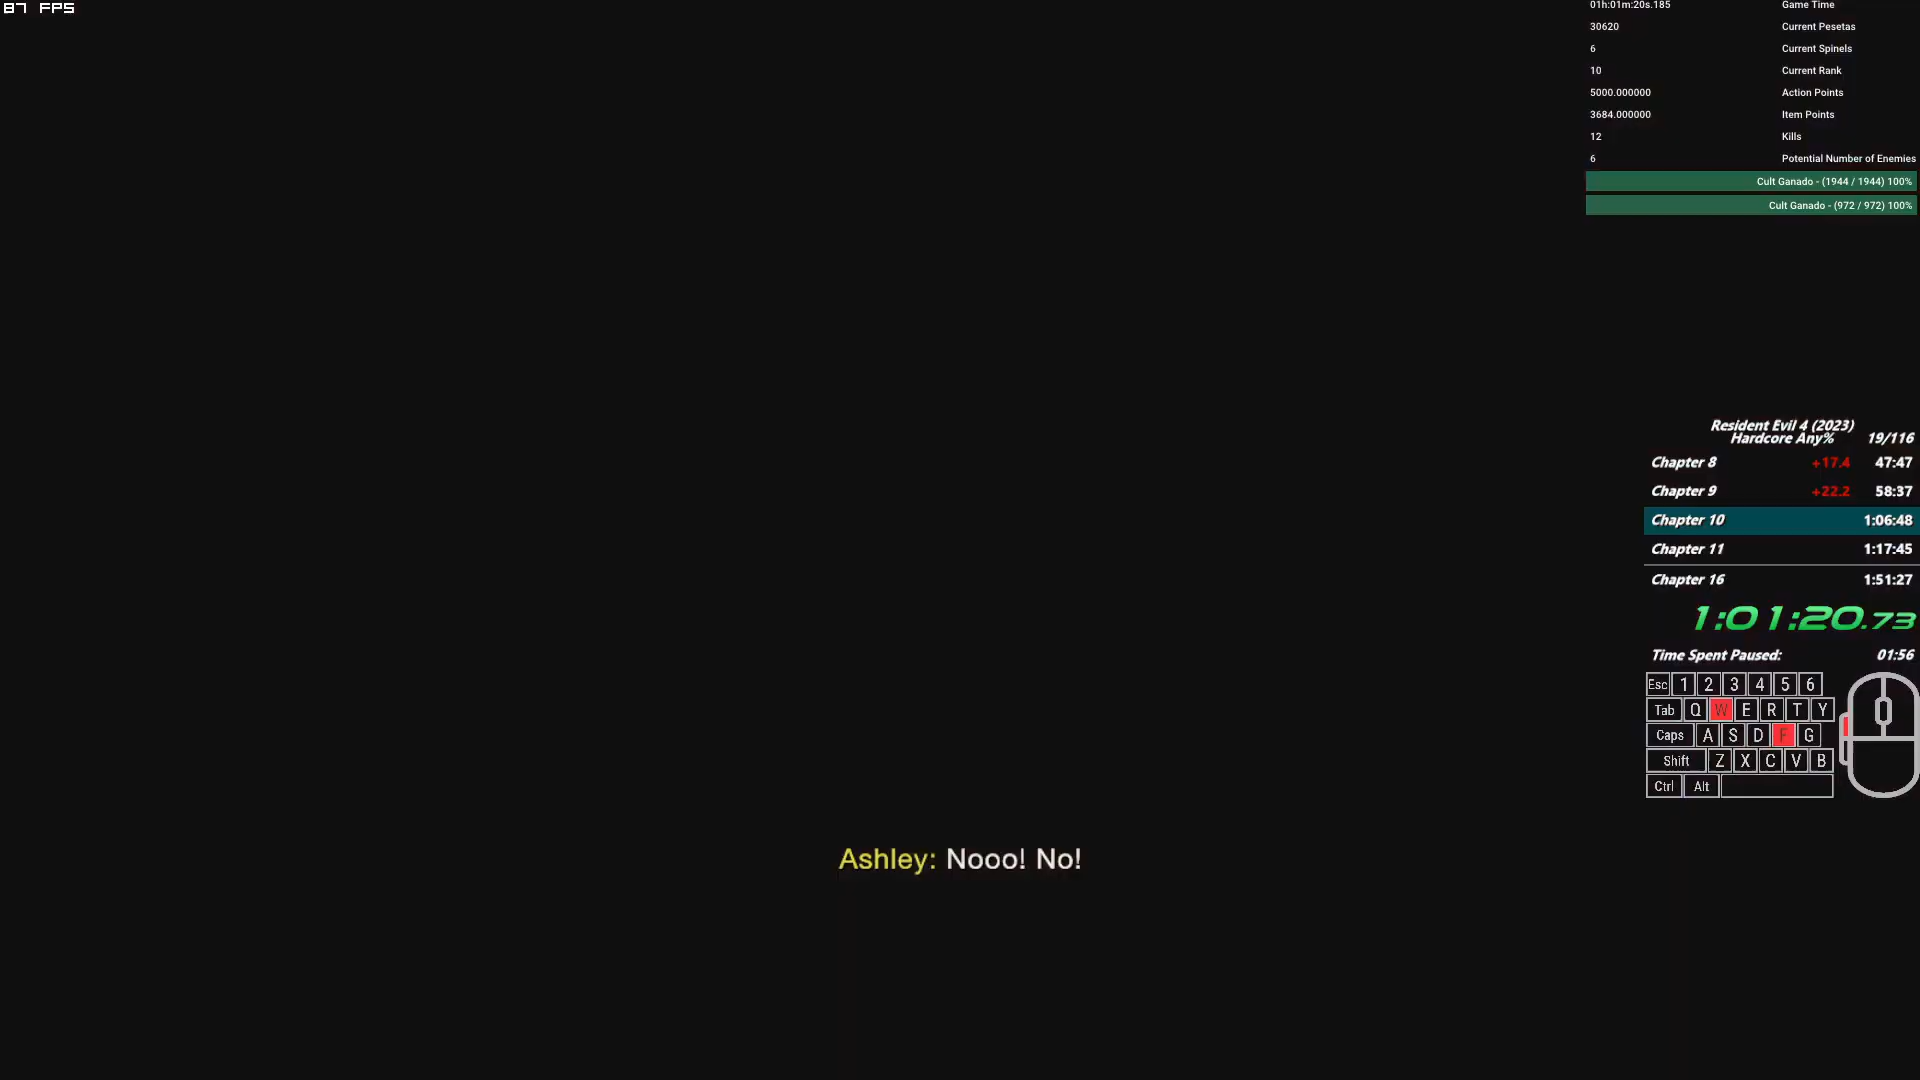 87 FPS
01h:01m:20s.185 Game Time
30620 Current Pesetas
6 Current Spinels
10 Current Rank
5000.000000 Action Points
3684.000000 Item Points
12 Kills
6 Potential Number of Enemies
Cult Ganado - (1944 / 1944) 100%
Cult Ganado - (972 / 972) 100%
Resident Evil 4 (2023)
Hardcore Any% 19/116
Chapter 8 +17.4 47:47
Chapter 9 +22.2 58:37
Chapter 10 1:06:48
Chapter 11 1:17:45
Chapter 16 1:51:27
1:01:20.73
Time Spent Paused: 01:56
Esc 1 2 3 4 5 6
Tab Q W E R T Y
Caps A S D F G
Shift Z X C V B
Ctrl Alt
Ashley: Nooo! No!